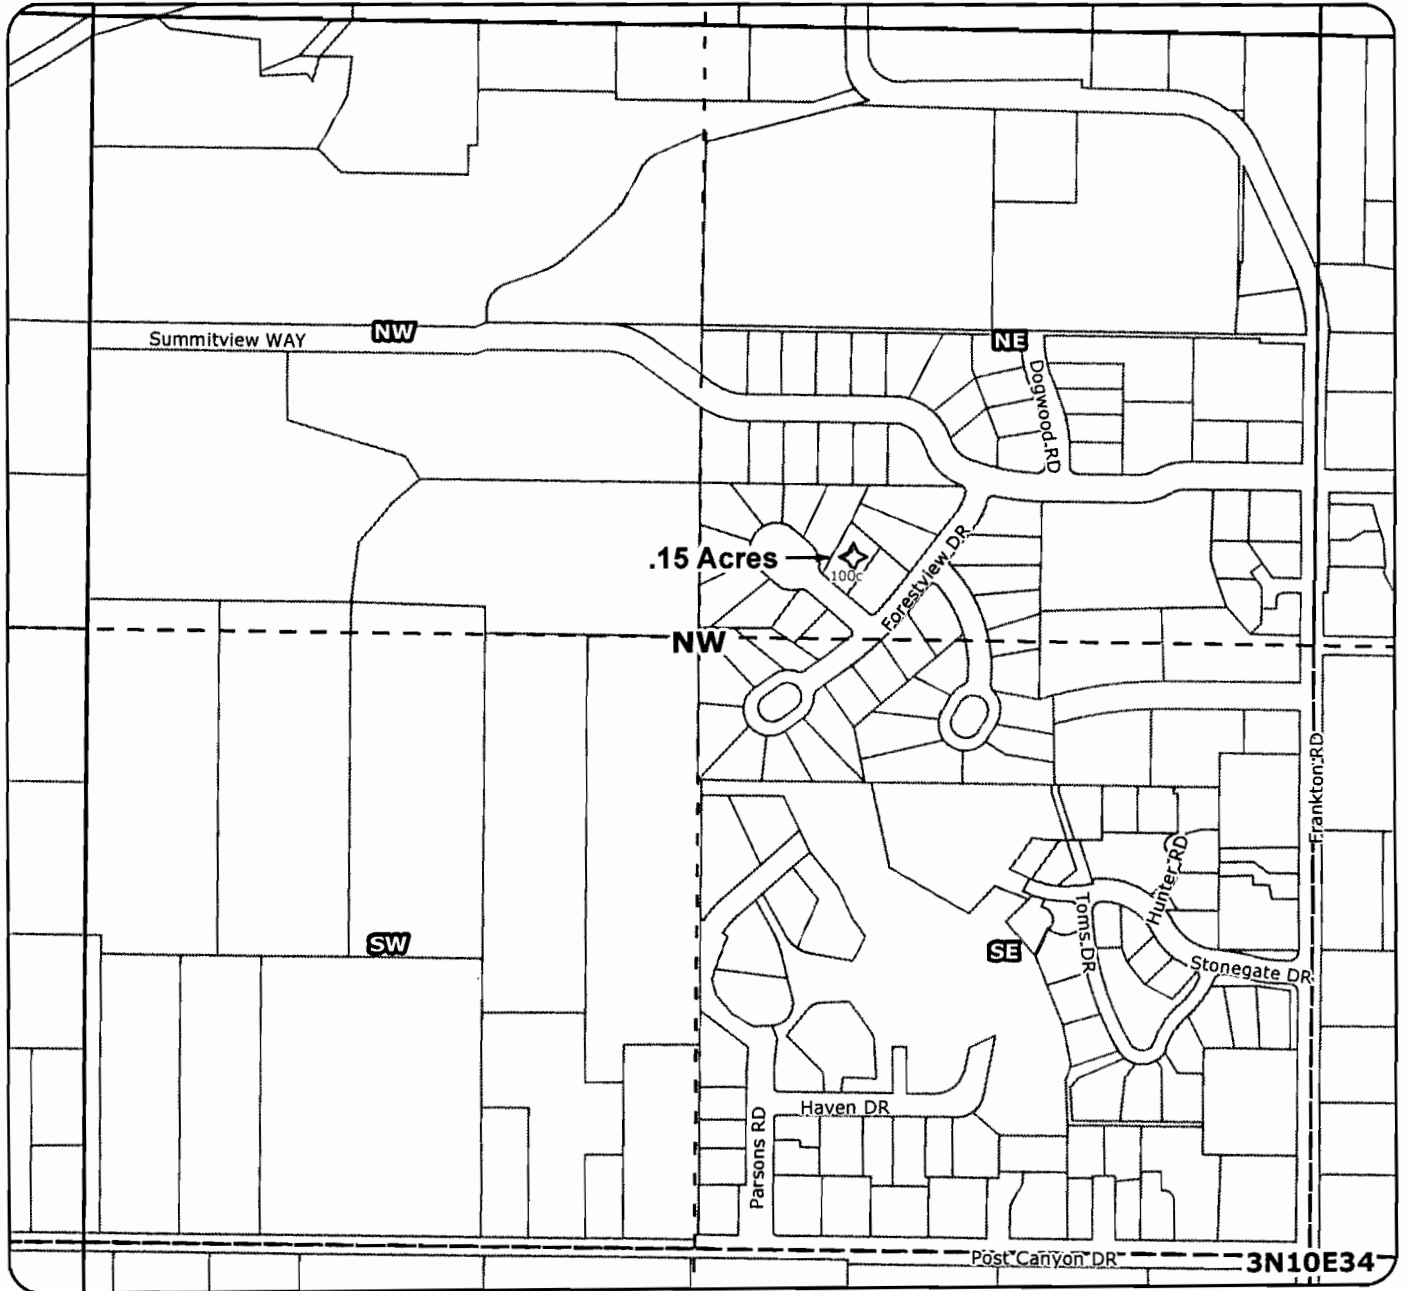 Summitview WAY
NW
NE
Dogwood RD
.15 Acres
100c
Forestview DR
NW
Frankton RD
Hunter RD
SW
SE
Toms DR
Stonegate DR
Haven DR
Parsons RD
Post Canyon DR
3N10E34